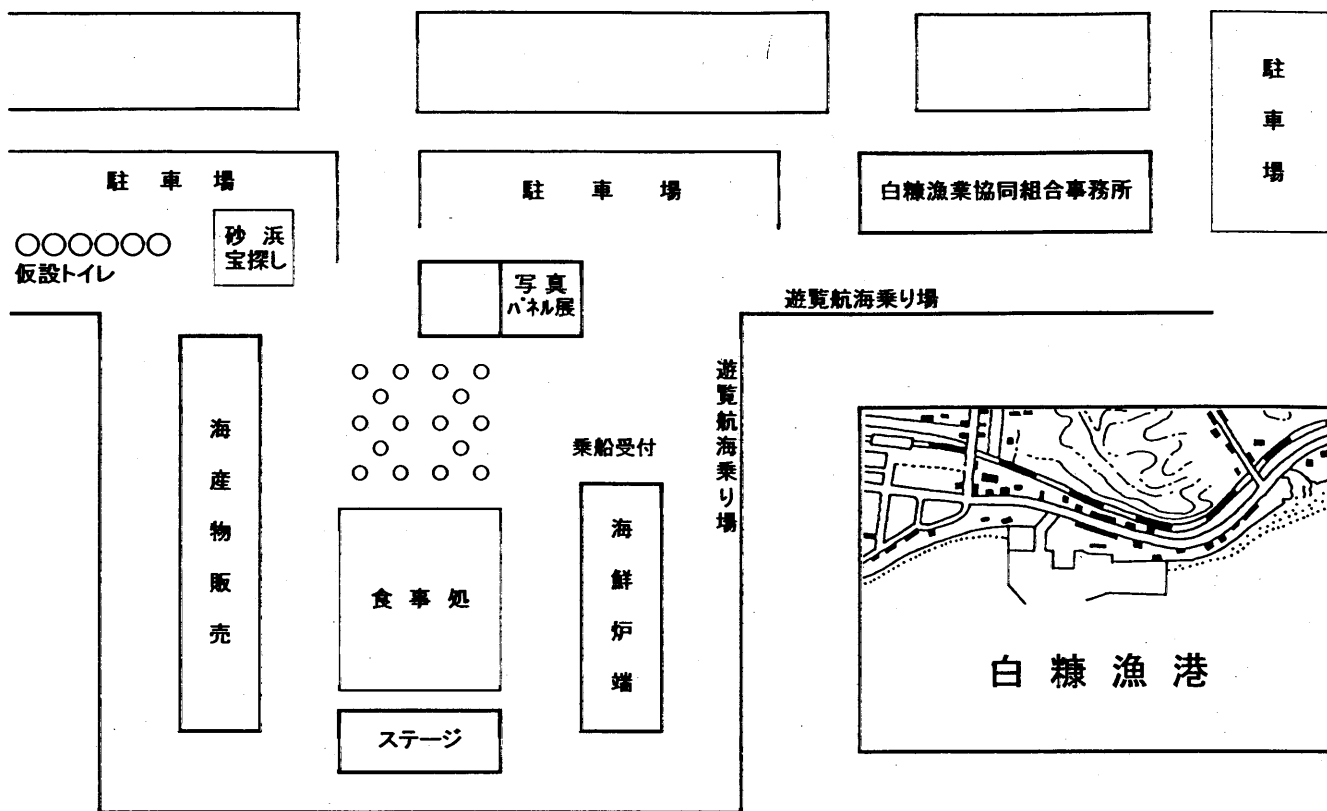 駐車場
駐車場
駐車場
白糠漁業協同組合事務所
砂浜
宝探し
仮設トイレ
写真
パネル展
遊覧航海乗り場
遊覧航海乗り場
海産物販売
乗船受付
食事処
海鮮炉端
ステージ
白糠漁港